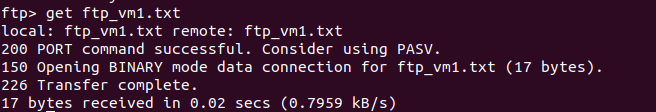 ftp> get ftp_vm1.txt
local: ftp_vm1.txt remote: ftp_vm1.txt
200 PORT command successful. Consider using PASV.
150 Opening BINARY mode data connection for ftp_vm1.txt (17 bytes).
226 Transfer complete.
17 bytes received in 0.02 secs (0.7959 kB/s)